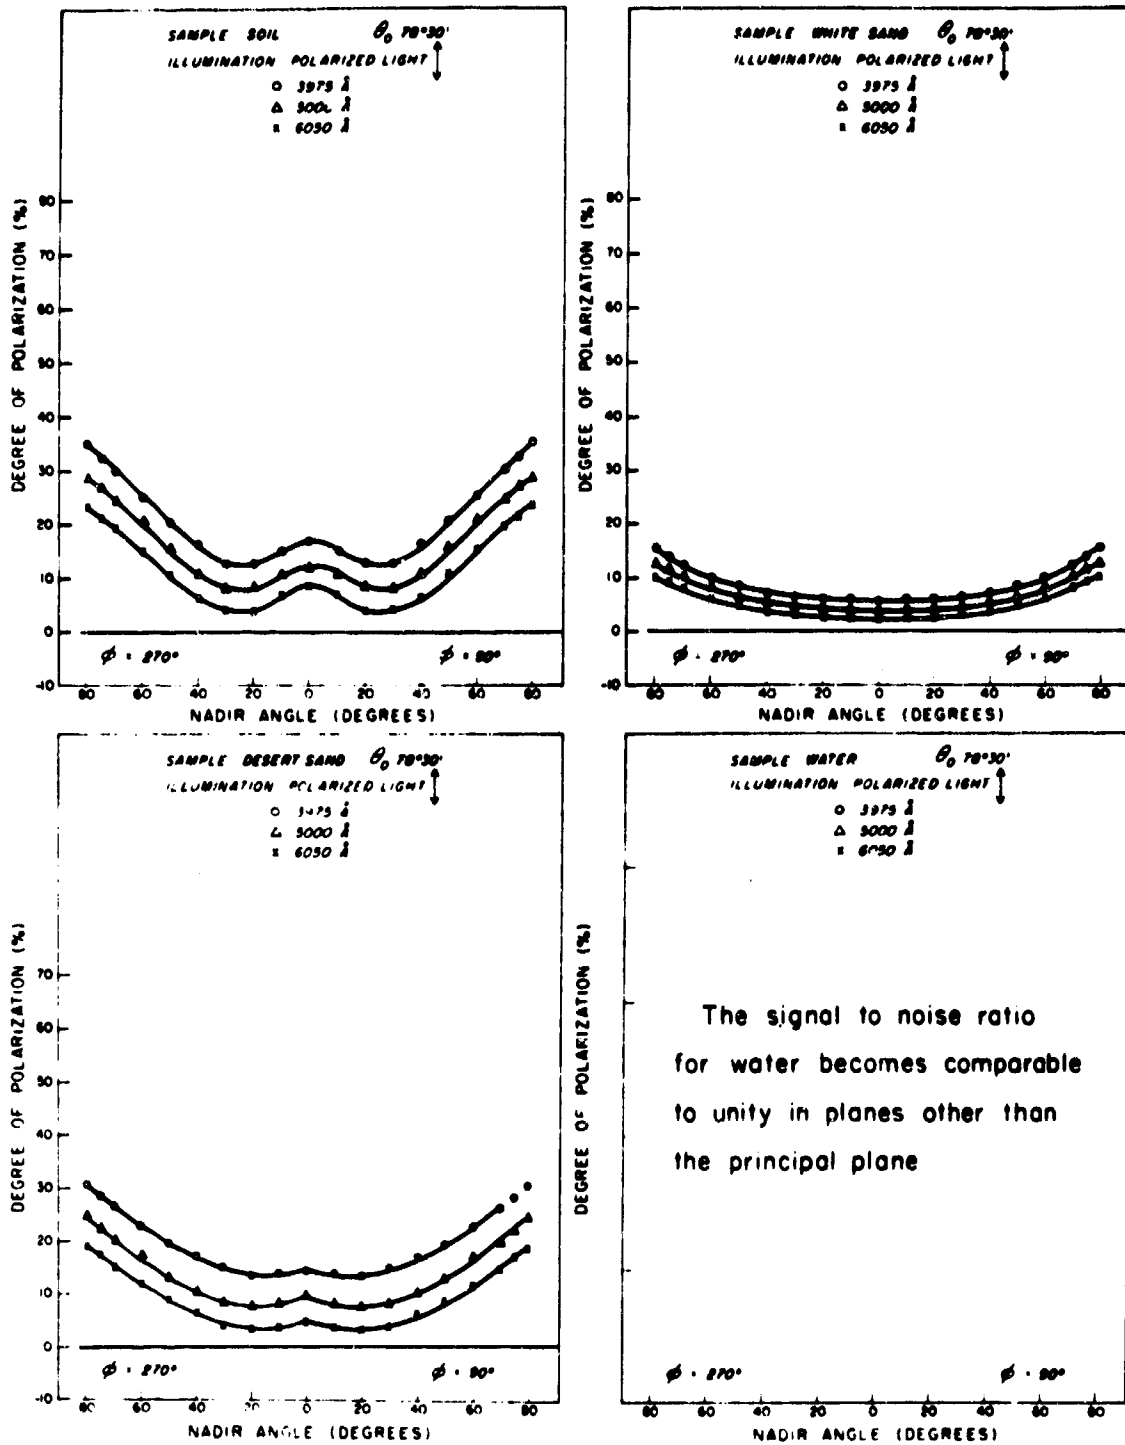 SAMPLE SOIL θ₀ 78°30'
ILLUMINATION POLARIZED LIGHT
○ 3975 Å
△ Å
× 6050 Å
DEGREE OF POLARIZATION (%)
80
70
60
50
40
30
20
10
0
-10
ϕ = 270°
ϕ = 90°
80 60 40 20 0 20 40 60 80
NADIR ANGLE (DEGREES)
SAMPLE WHITE SAND θ₀ 78°30'
ILLUMINATION POLARIZED LIGHT
○ 3975 Å
△ 5000 Å
× 6050 Å
DEGREE OF POLARIZATION (%)
80
70
60
50
40
30
20
10
0
-10
ϕ = 270°
ϕ = 90°
80 60 40 20 0 20 40 60 80
NADIR ANGLE (DEGREES)
SAMPLE DESERT SAND θ₀ 78°30'
ILLUMINATION POLARIZED LIGHT
○ 3975 Å
△ 5000 Å
× 6050 Å
DEGREE OF POLARIZATION (%)
70
60
50
40
30
20
10
0
-10
ϕ = 270°
ϕ = 90°
80 60 40 20 0 20 40 60 80
NADIR ANGLE (DEGREES)
SAMPLE WATER θ₀ 78°30'
ILLUMINATION POLARIZED LIGHT
○ 3975 Å
△ 5000 Å
× 6050 Å
DEGREE OF POLARIZATION (%)
The signal to noise ratio
for water becomes comparable
to unity in planes other than
the principal plane
ϕ = 270°
ϕ = 90°
80 60 40 20 0 20 40 60 80
NADIR ANGLE (DEGREES)